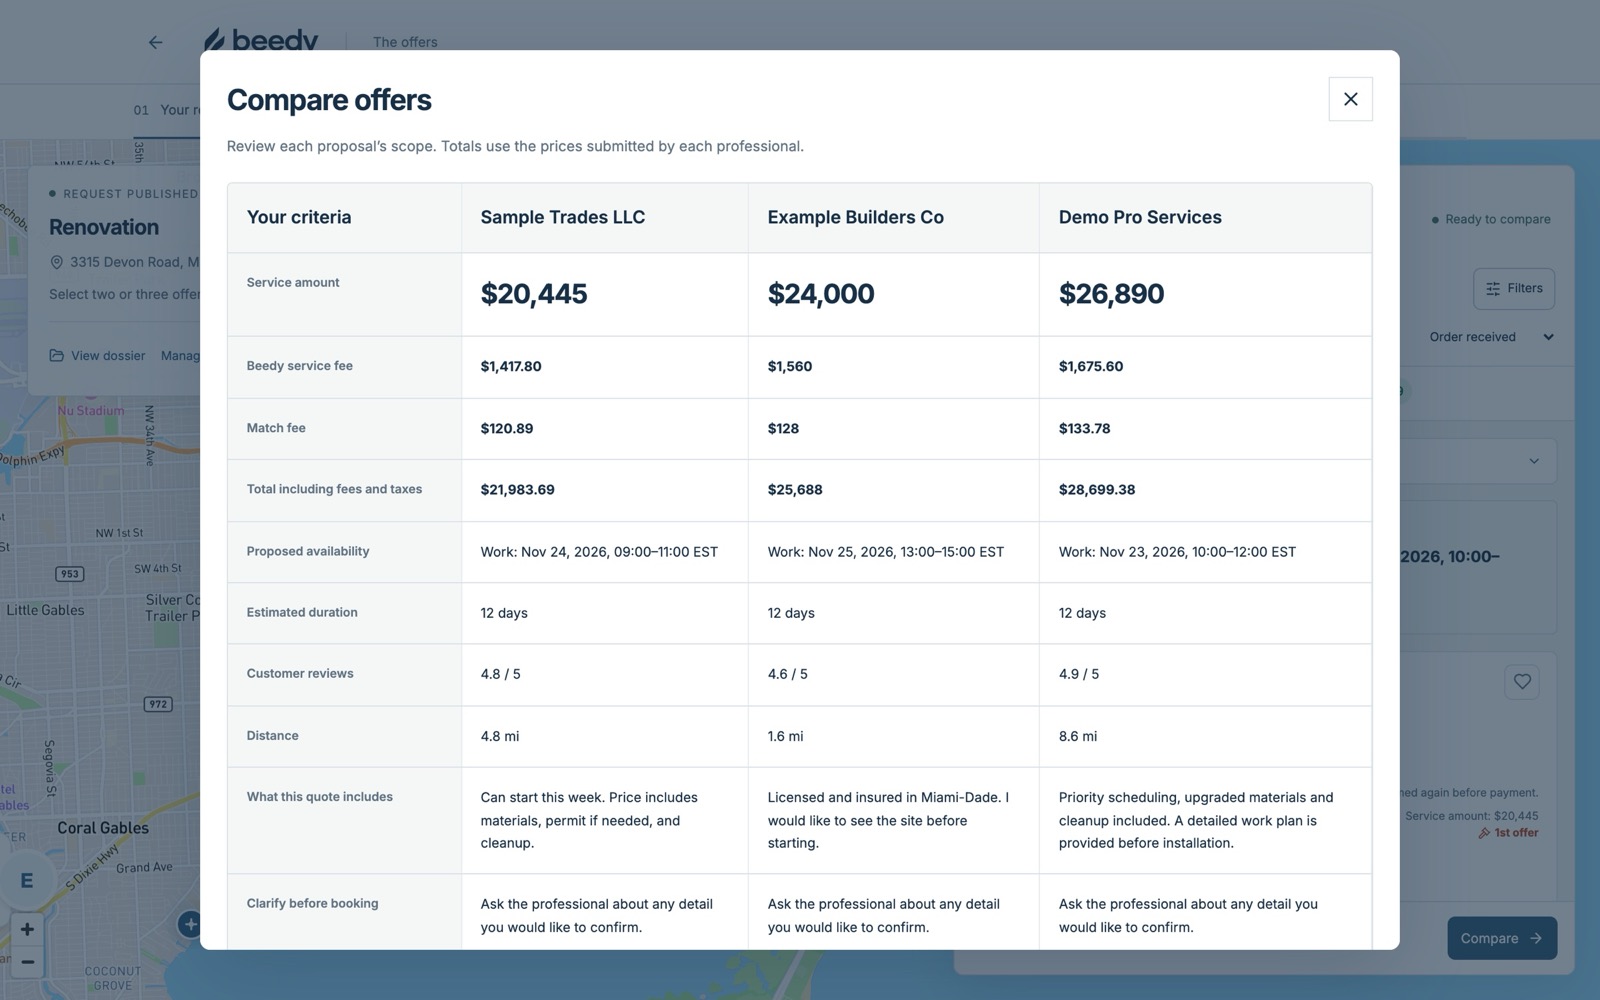 beedy
The offers
01 Your
REQUEST PUBLISHED
Renovation
3315 Devon Road,
Select two or three
View dossier
Compare offers
Review each proposal’s scope. Totals use the prices submitted by each professional.
Your criteria Sample Trades LLC Example Builders Co Demo Pro Services
Service amount $20,445 $24,000 $26,890
Beedy service fee $1,417.80 $1,560 $1,675.60
Match fee $120.89 $128 $133.78
Total including fees and taxes $21,983.69 $25,688 $28,699.38
Proposed availability Work: Nov 24, 2026, 09:00–11:00 EST Work: Nov 25, 2026, 13:00–15:00 EST Work: Nov 23, 2026, 10:00–12:00 EST
Estimated duration 12 days 12 days 12 days
Customer reviews 4.8 / 5 4.6 / 5 4.9 / 5
Distance 4.8 mi 1.6 mi 8.6 mi
What this quote includes
Can start this week. Price includes
materials, permit if needed, and
cleanup.
Licensed and insured in Miami-Dade. I
would like to see the site before
starting.
Priority scheduling, upgraded materials and
cleanup included. A detailed work plan is
provided before installation.
Clarify before booking
Ask the professional about any detail
you would like to confirm.
Ask the professional about any detail
you would like to confirm.
Ask the professional about any detail you
would like to confirm.
Ready to compare
Filters
Order received
2026, 10:00–
again before payment.
Service amount: $20,445
1st offer
Compare
35th
NW 54th St
Nu Stadium
NW 34th Ave
Dolphin Expy
NW 1st St
953
SW 4th St
Little Gables
Silver
Trailer
972
Segovia St
Coral Gables
Grand Ave
S Dixie Hwy
E
+
−
COCONUT
GROVE